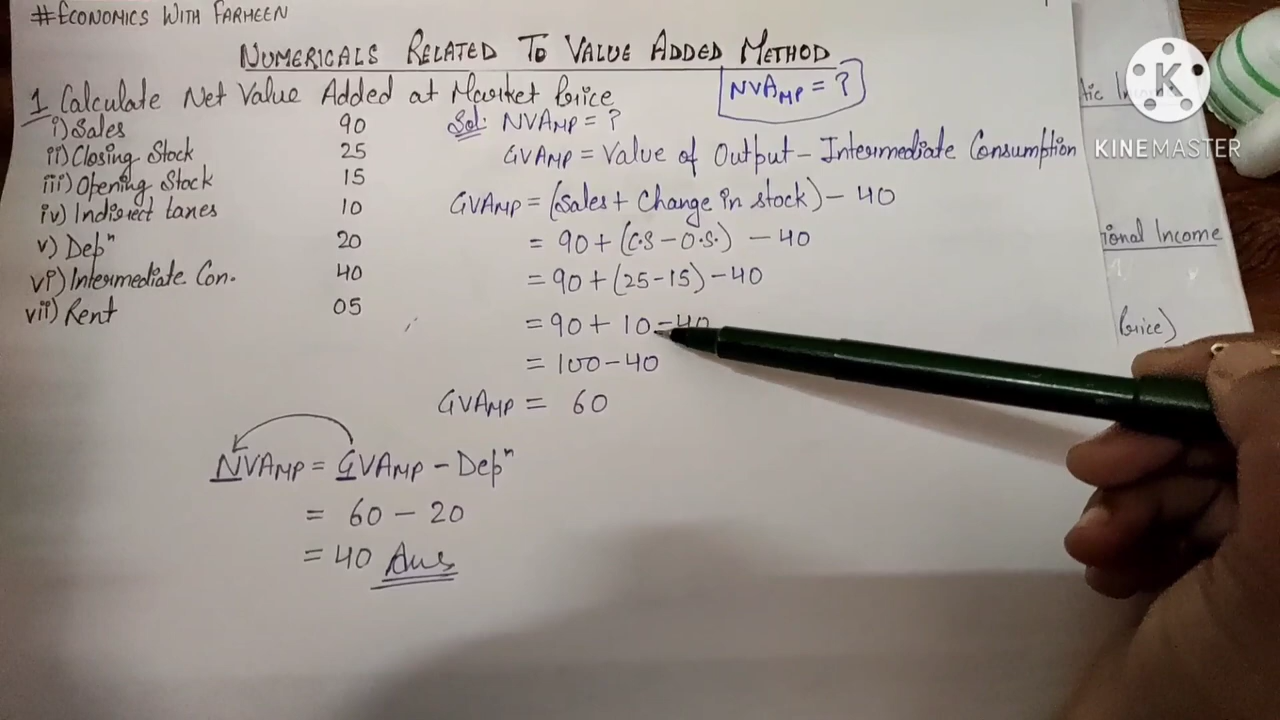 #ECONOMICS WITH FARHEEN
NUMERICALS RELATED TO VALUE ADDED METHOD
1 Calculate Net Value Added at Market Price
NVAMP = ?
i) Sales 90
ii) Closing Stock 25
iii) Opening Stock 15
iv) Indirect taxes 10
v) Depⁿ 20
vi) Intermediate Con. 40
vii) Rent 05
Sol: NVAMP = ?
GVAMP = Value of Output - Intermediate Consumption
GVAMP = (Sales + Change in stock) - 40
= 90 + (C.S - O.S.) - 40
= 90 + (25 - 15) - 40
= 90 + 10 - 40
= 100 - 40
GVAMP = 60
NVAMP = GVAMP - Depⁿ
= 60 - 20
= 40 Ans
K
KINEMASTER
tic Income
ional Income
Price)